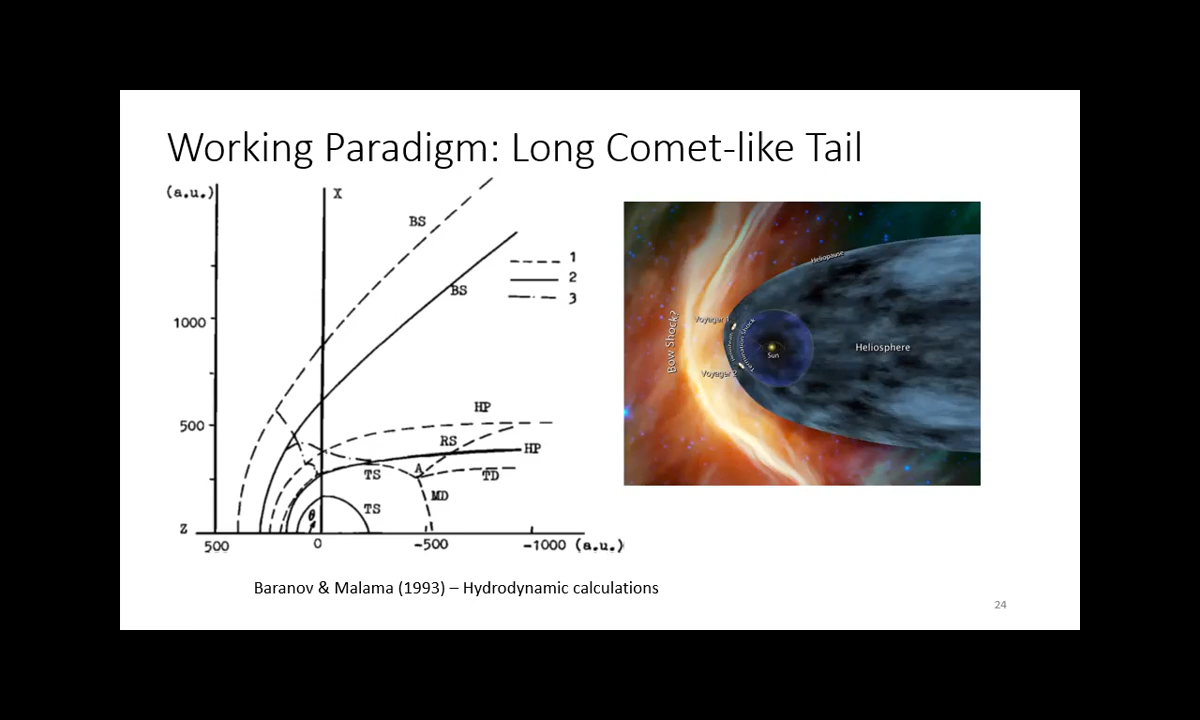 Working Paradigm: Long Comet-like Tail
(a.u.)
X
BS
BS
1
2
3
1000
500
HP
RS
HP
TS
A
TD
MD
TS
θ
Z
500
0
-500
-1000 (a.u.)
Heliopause
Bow Shock?
Voyager
Termination Shock
Sun
Heliosphere
Voyager 2
Baranov & Malama (1993) – Hydrodynamic calculations
24